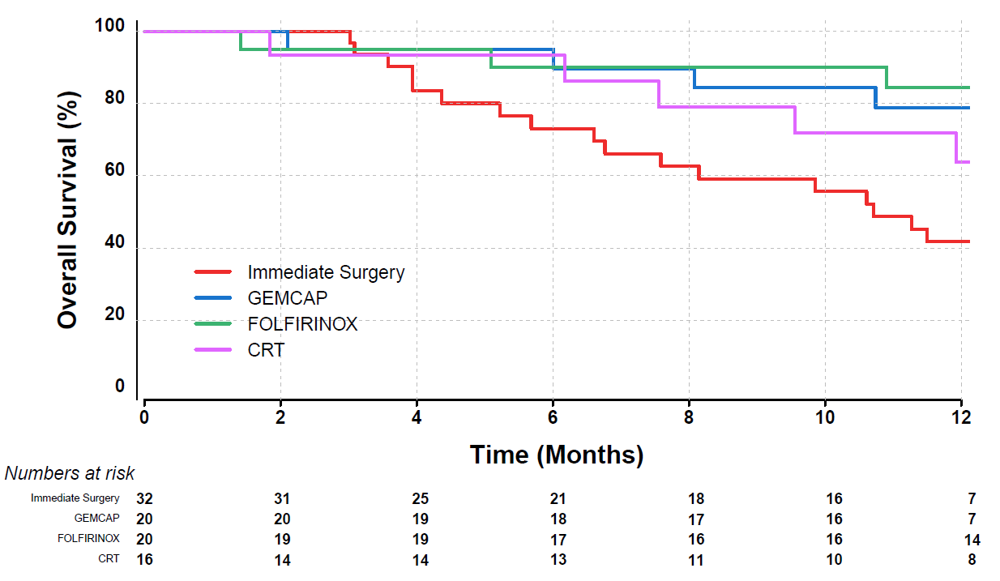 Overall Survival (%)
100
80
60
40
20
0
Immediate Surgery
GEMCAP
FOLFIRINOX
CRT
0 2 4 6 8 10 12
Time (Months)
Numbers at risk
Immediate Surgery 32 31 25 21 18 16 7
GEMCAP 20 20 19 18 17 16 7
FOLFIRINOX 20 19 19 17 16 16 14
CRT 16 14 14 13 11 10 8